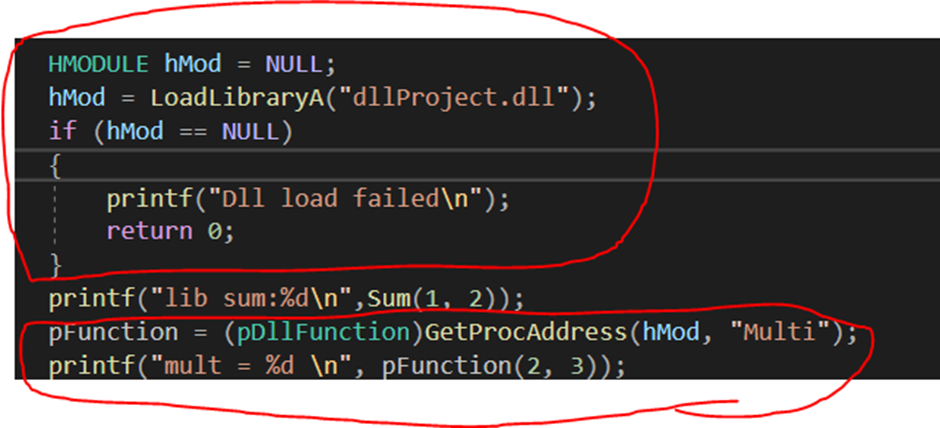 HMODULE hMod = NULL;
hMod = LoadLibraryA("dllProject.dll");
if (hMod == NULL)
{
printf("Dll load failed\n");
return 0;
}
printf("lib sum:%d\n",Sum(1, 2));
pFunction = (pDllFunction)GetProcAddress(hMod, "Multi");
printf("mult = %d \n", pFunction(2, 3));